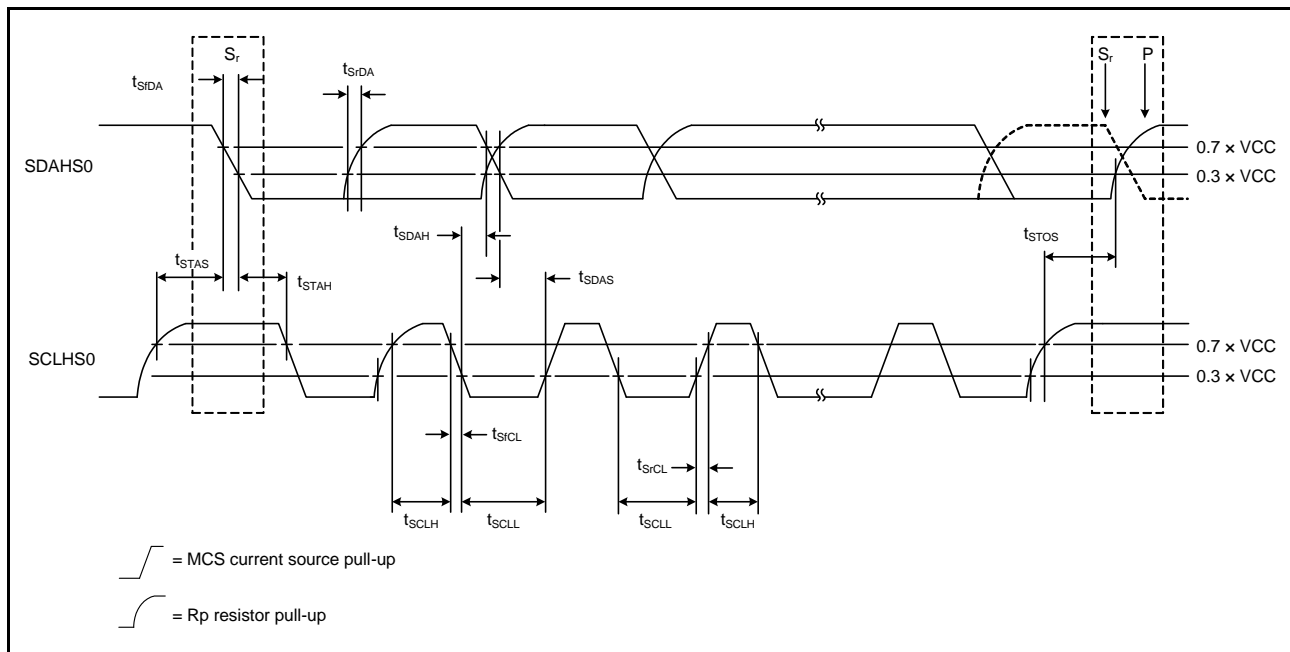 Sr
Sr
P
tSfDA
tSrDA
SDAHS0
0.7 × VCC
0.3 × VCC
tSDAH
tSTOS
tSTAS
tSTAH
tSDAS
SCLHS0
0.7 × VCC
0.3 × VCC
tSfCL
tSrCL
tSCLH
tSCLL
tSCLL
tSCLH
= MCS current source pull-up
= Rp resistor pull-up